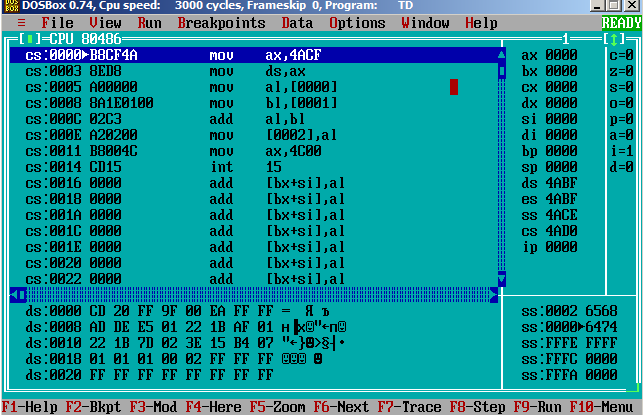 DOSBox 0.74, Cpu speed: 3000 cycles, Frameskip 0, Program: TD
≡ File View Run Breakpoints Data Options Window Help READY
[■]=CPU 80486 1 [↕]
cs:0000►B8CF4A mov ax,4ACF ax 0000 c=0
cs:0003 8ED8 mov ds,ax bx 0000 z=0
cs:0005 A00000 mov al,[0000] cx 0000 s=0
cs:0008 8A1E0100 mov bl,[0001] dx 0000 o=0
cs:000C 02C3 add al,bl si 0000 p=0
cs:000E A20200 mov [0002],al di 0000 a=0
cs:0011 B8004C mov ax,4C00 bp 0000 i=1
cs:0014 CD15 int 15 sp 0000 d=0
cs:0016 0000 add [bx+si],al ds 4ABF
cs:0018 0000 add [bx+si],al es 4ABF
cs:001A 0000 add [bx+si],al ss 4ACE
cs:001C 0000 add [bx+si],al cs 4AD0
cs:001E 0000 add [bx+si],al ip 0000
cs:0020 0000 add [bx+si],al
cs:0022 0000 add [bx+si],al
ds:0000 CD 20 FF 9F 00 EA FF FF = Я ъ ss:0002 6568
ds:0008 AD DE E5 01 22 1B AF 01 н▐х☺"←п☺ ss:0000►6474
ds:0010 22 1B 7D 02 3E 15 B4 07 "←}☻>§┤• ss:FFFE FFFF
ds:0018 01 01 01 00 02 FF FF FF ☺☺☺ ☻ ss:FFFC 0000
ds:0020 FF FF FF FF FF FF FF FF ss:FFFA 0000
F1-Help F2-Bkpt F3-Mod F4-Here F5-Zoom F6-Next F7-Trace F8-Step F9-Run F10-Menu